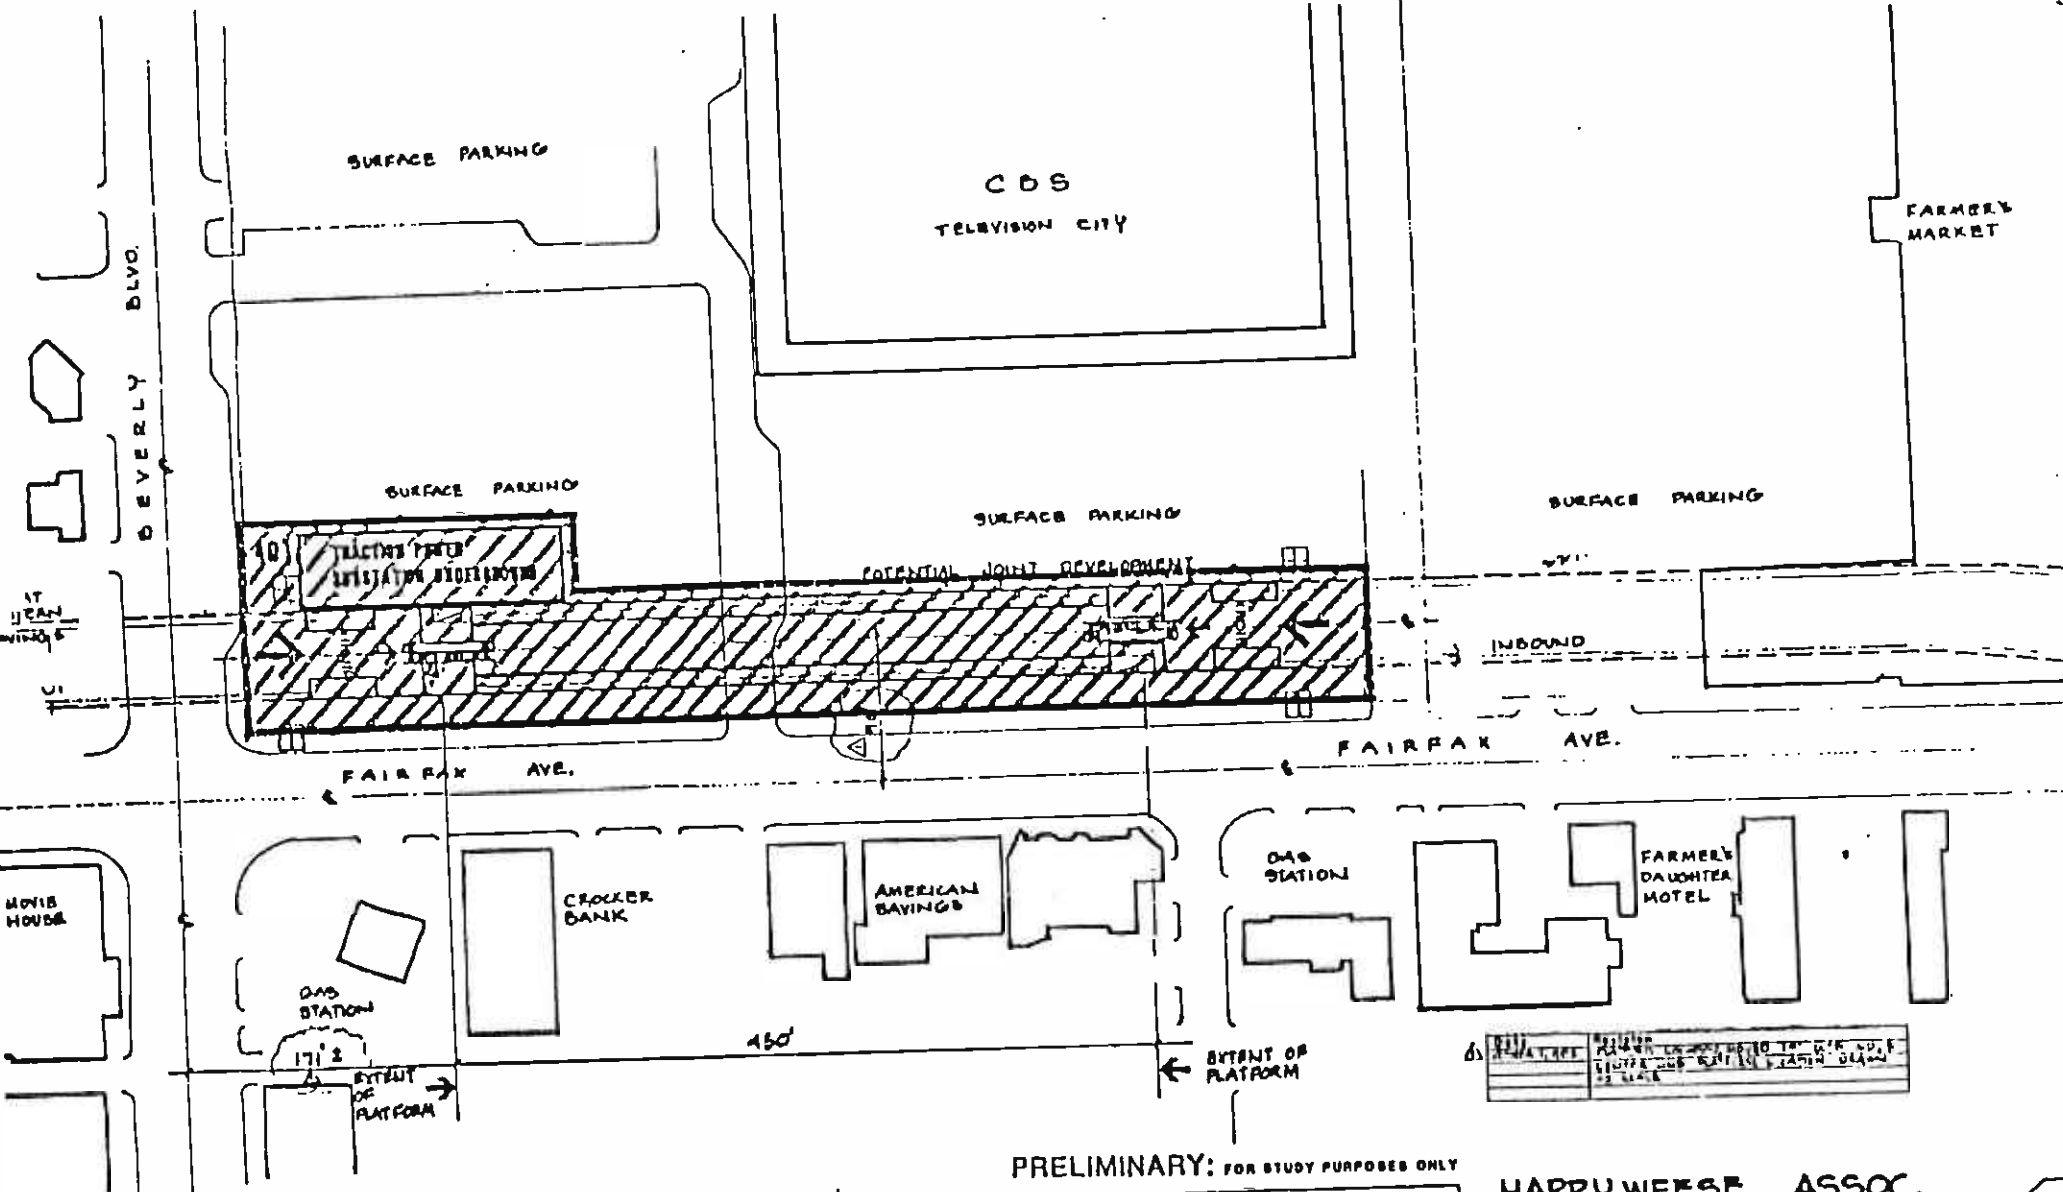 SURFACE PARKING
CBS
TELEVISION CITY
FARMER'S
MARKET
BEVERLY BLVD.
SURFACE PARKING
SURFACE PARKING
SURFACE PARKING
POTENTIAL JOINT DEVELOPMENT
TRACTION POWER
INBOUND
FAIRFAX AVE.
FAIRFAX AVE.
MOVIE
HOUSE
GAS
STATION
CROCKER
BANK
AMERICAN
SAVINGS
GAS
STATION
FARMER'S
DAUGHTER
MOTEL
171' ±
450'
EXTENT
OF
PLATFORM
EXTENT OF
PLATFORM
PRELIMINARY: FOR STUDY PURPOSES ONLY
HARRY WEESE ASSOC.